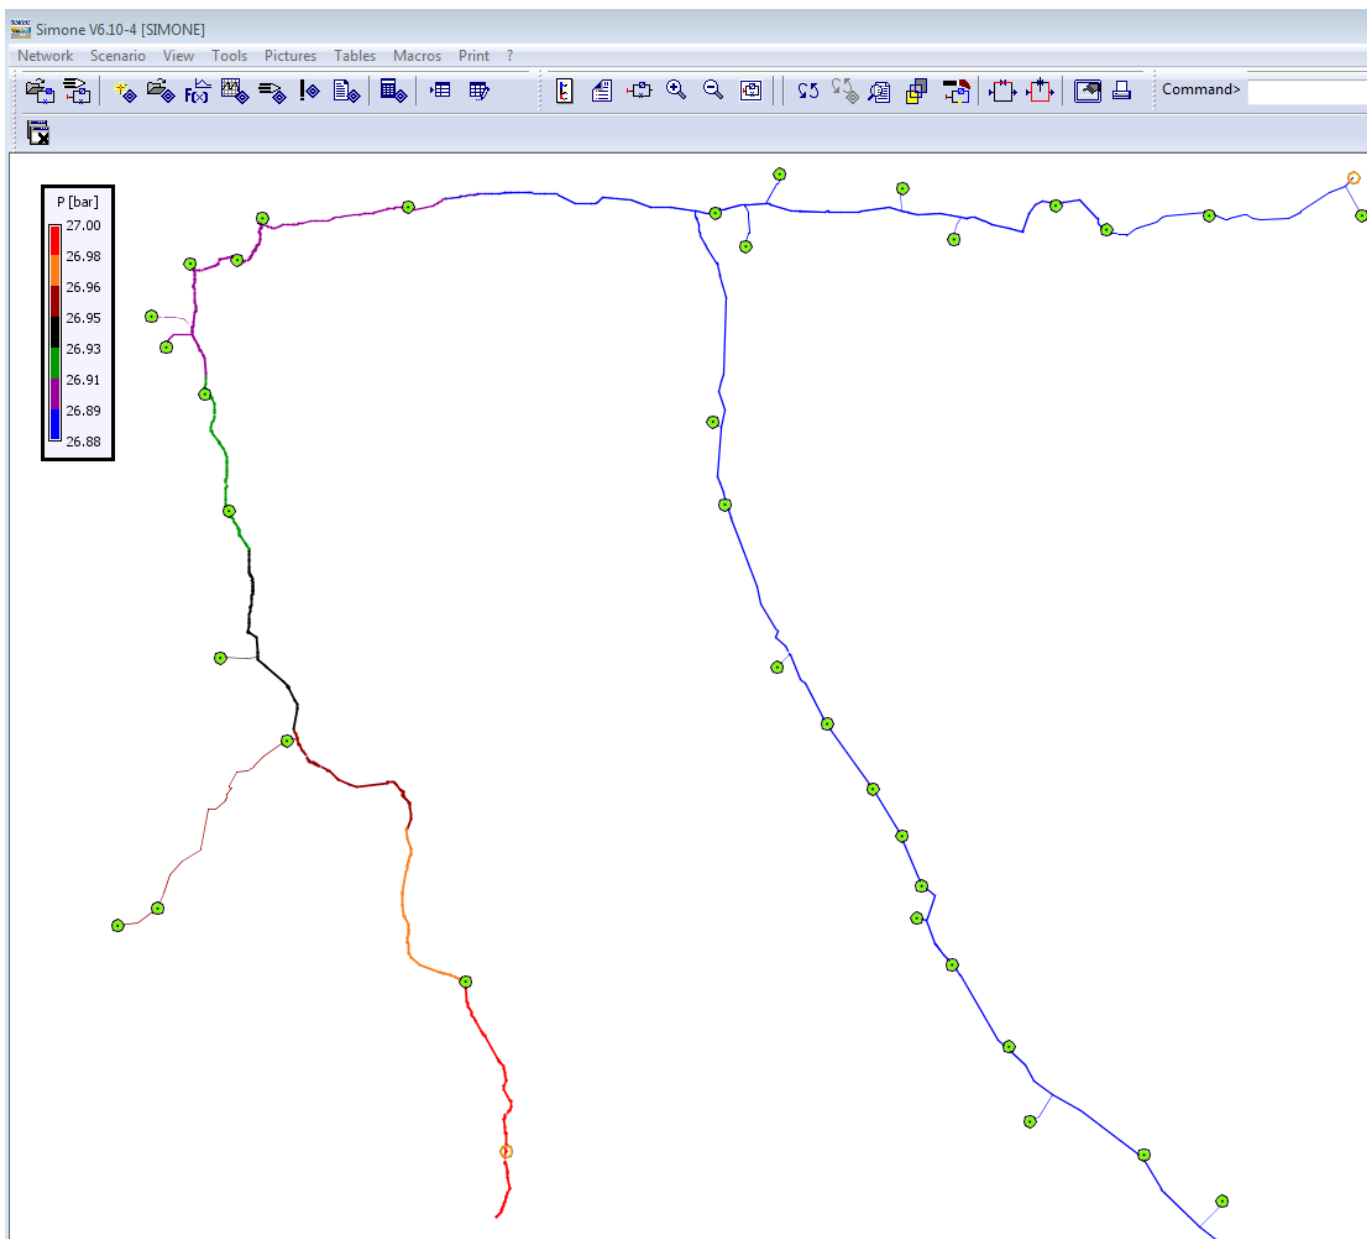 Simone V6.10-4 [SIMONE]
Network Scenario View Tools Pictures Tables Macros Print ?
F(x)
Command>
P [bar]
27.00
26.98
26.96
26.95
26.93
26.91
26.89
26.88